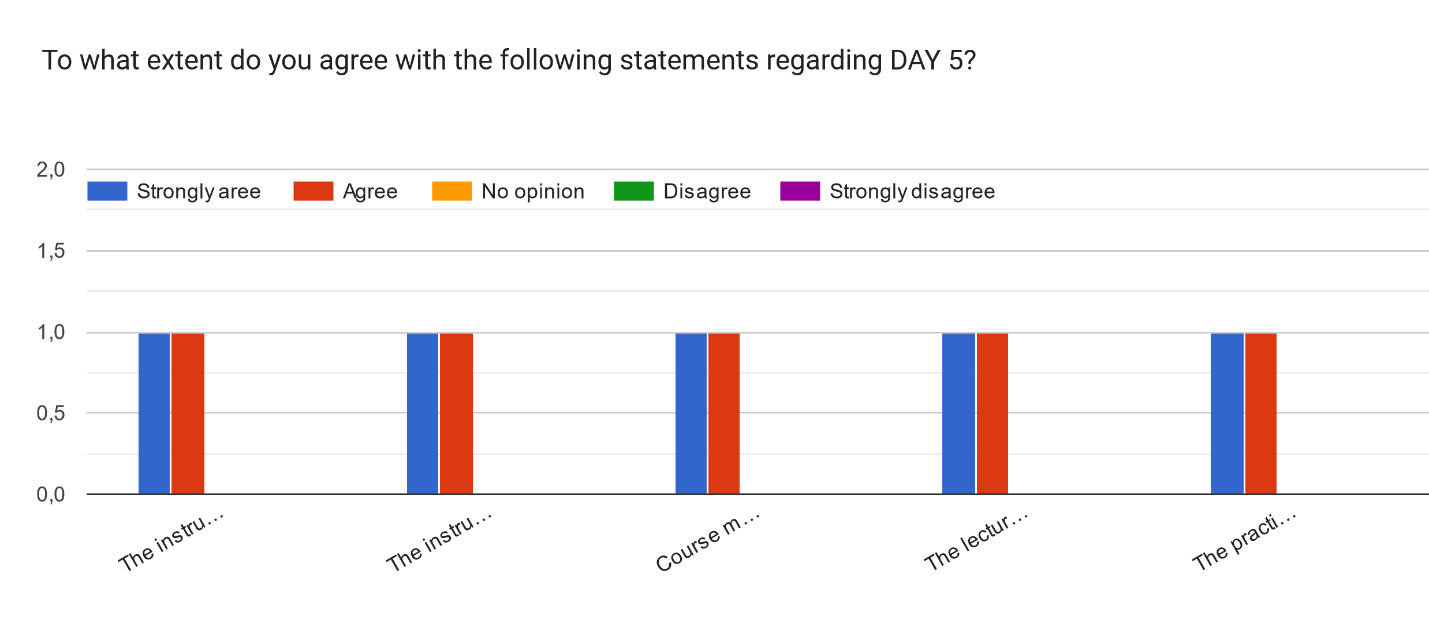 To what extent do you agree with the following statements regarding DAY 5?
2,0
Strongly aree Agree No opinion Disagree Strongly disagree
1,5
1,0
0,5
0,0
The instru... The instru... Course m... The lectur... The practi...